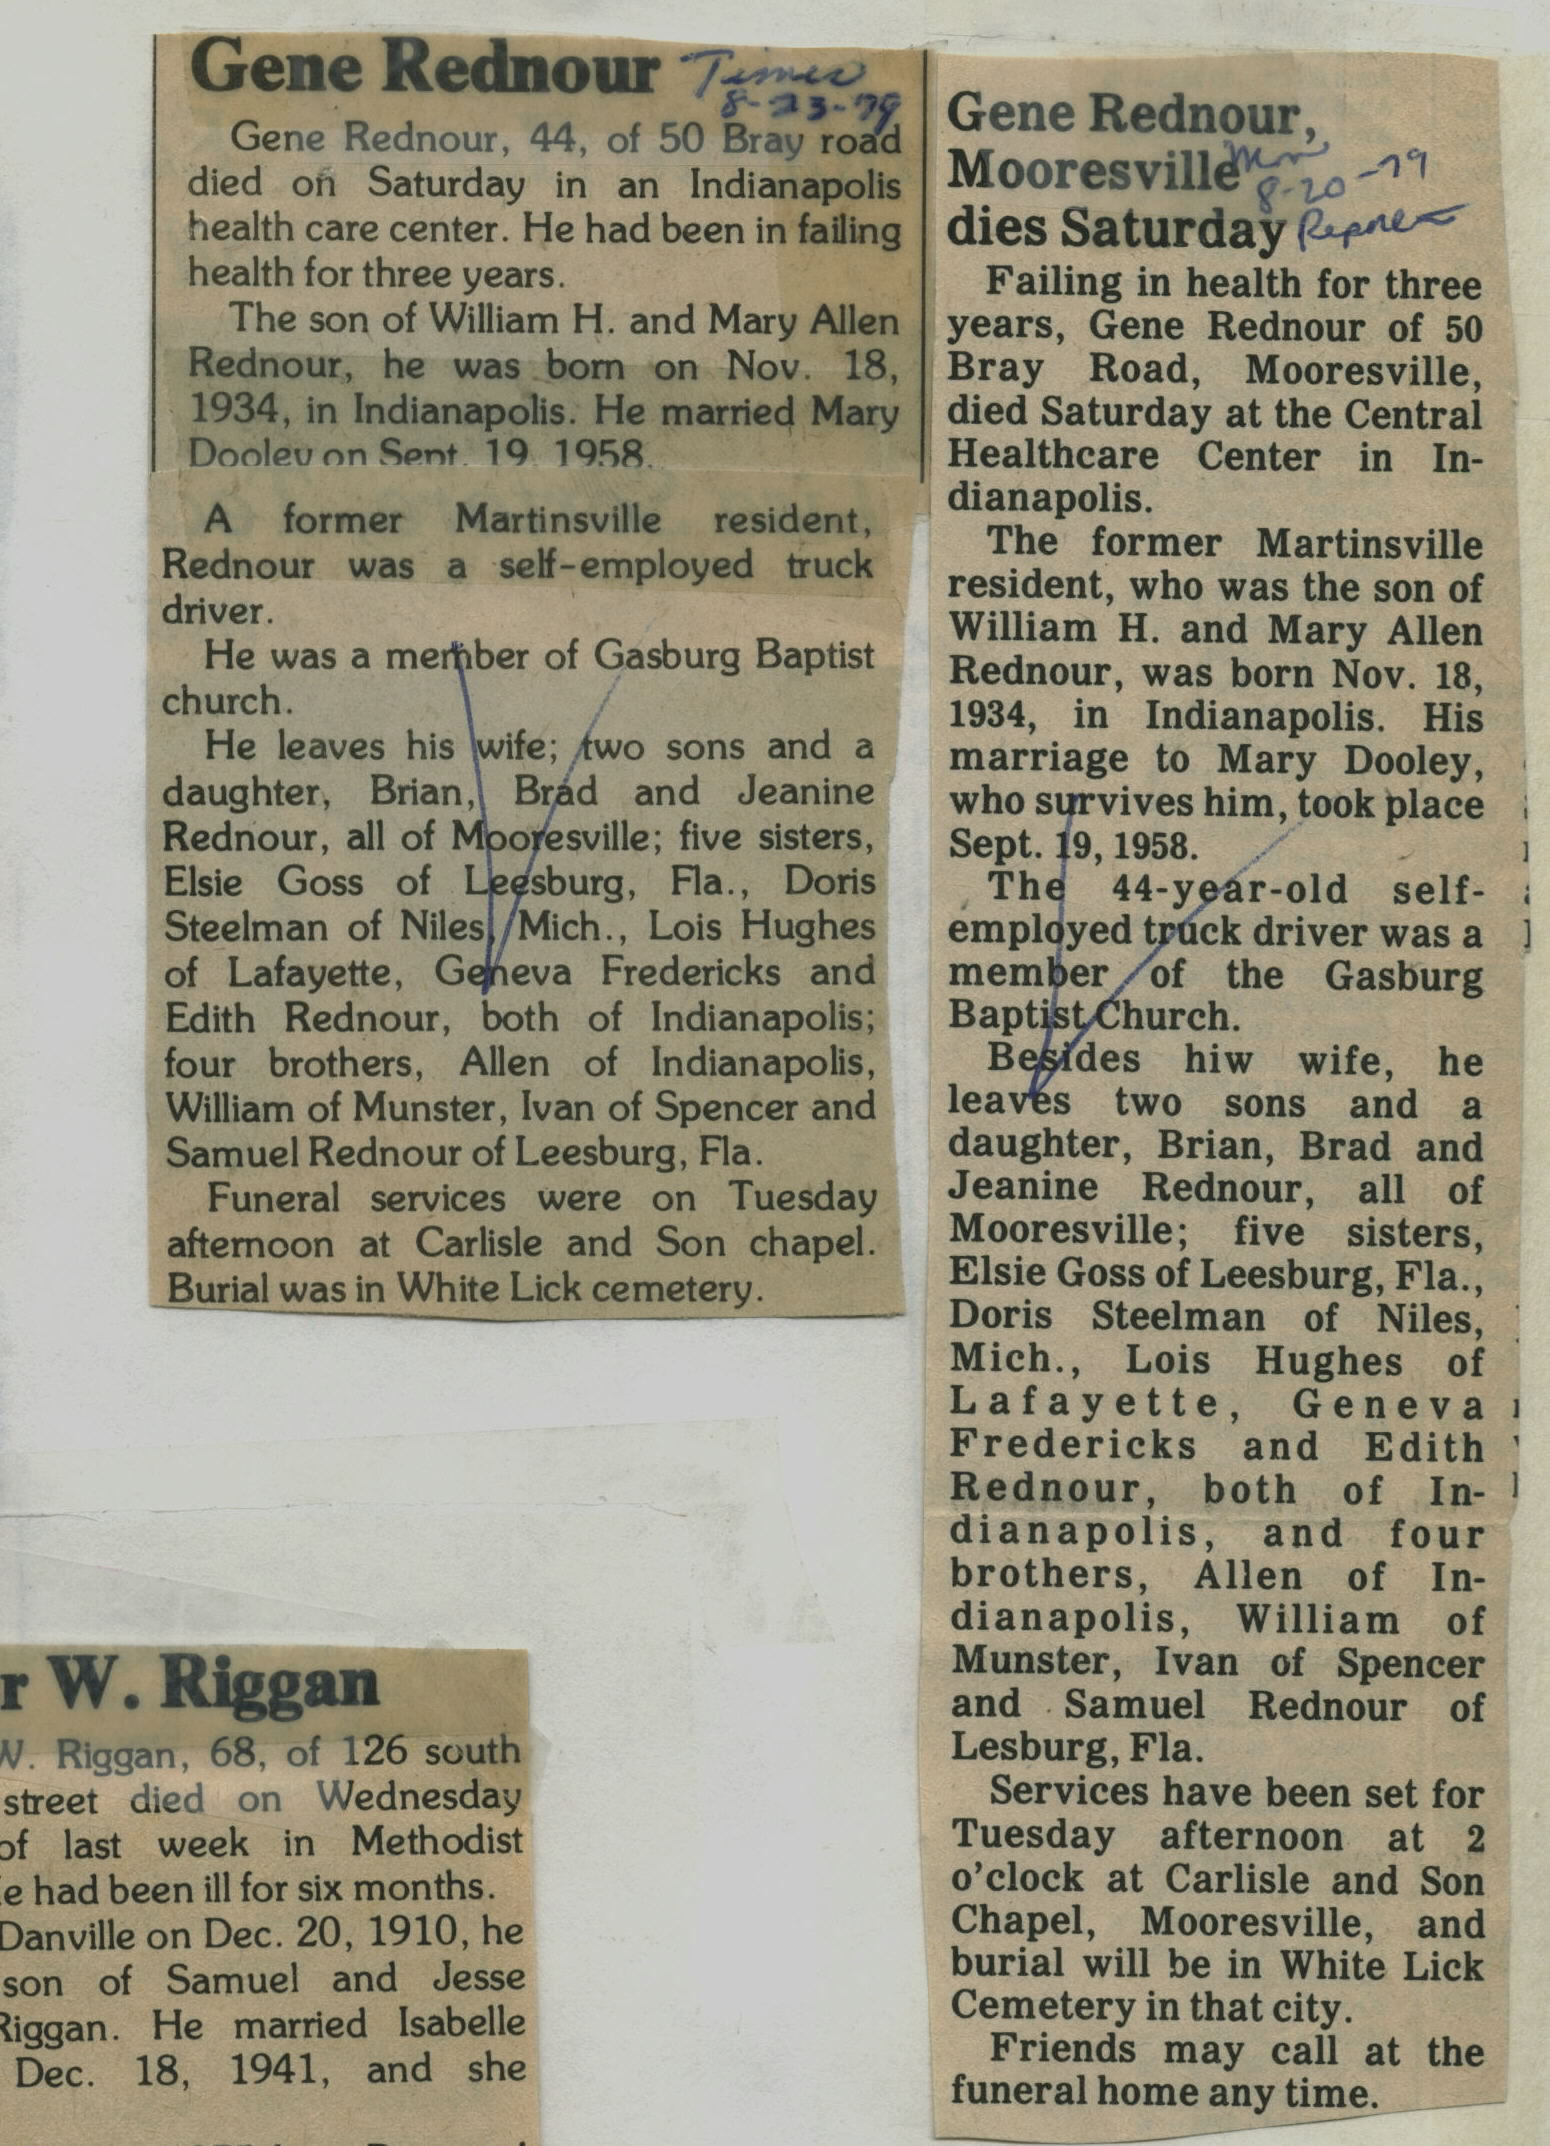 Gene Rednour
Times
8-23-79
Gene Rednour, 44, of 50 Bray road
died on Saturday in an Indianapolis
health care center. He had been in failing
health for three years.
The son of William H. and Mary Allen
Rednour, he was born on Nov. 18,
1934, in Indianapolis. He married Mary
Dooley on Sept. 19, 1958.
A former Martinsville resident,
Rednour was a self-employed truck
driver.
He was a member of Gasburg Baptist
church.
He leaves his wife; two sons and a
daughter, Brian, Brad and Jeanine
Rednour, all of Mooresville; five sisters,
Elsie Goss of Leesburg, Fla., Doris
Steelman of Niles, Mich., Lois Hughes
of Lafayette, Geneva Fredericks and
Edith Rednour, both of Indianapolis;
four brothers, Allen of Indianapolis,
William of Munster, Ivan of Spencer and
Samuel Rednour of Leesburg, Fla.
Funeral services were on Tuesday
afternoon at Carlisle and Son chapel.
Burial was in White Lick cemetery.
Gene Rednour,
Mooresville
dies Saturday
Mon
8-20-79
Reporter
Failing in health for three
years, Gene Rednour of 50
Bray Road, Mooresville,
died Saturday at the Central
Healthcare Center in In-
dianapolis.
The former Martinsville
resident, who was the son of
William H. and Mary Allen
Rednour, was born Nov. 18,
1934, in Indianapolis. His
marriage to Mary Dooley,
who survives him, took place
Sept. 19, 1958.
The 44-year-old self-
employed truck driver was a
member of the Gasburg
Baptist Church.
Besides hiw wife, he
leaves two sons and a
daughter, Brian, Brad and
Jeanine Rednour, all of
Mooresville; five sisters,
Elsie Goss of Leesburg, Fla.,
Doris Steelman of Niles,
Mich., Lois Hughes of
Lafayette, Geneva
Fredericks and Edith
Rednour, both of In-
dianapolis, and four
brothers, Allen of In-
dianapolis, William of
Munster, Ivan of Spencer
and Samuel Rednour of
Lesburg, Fla.
Services have been set for
Tuesday afternoon at 2
o'clock at Carlisle and Son
Chapel, Mooresville, and
burial will be in White Lick
Cemetery in that city.
Friends may call at the
funeral home any time.
r W. Riggan
W. Riggan, 68, of 126 south
street died on Wednesday
of last week in Methodist
e had been ill for six months.
Danville on Dec. 20, 1910, he
son of Samuel and Jesse
Riggan. He married Isabelle
Dec. 18, 1941, and she